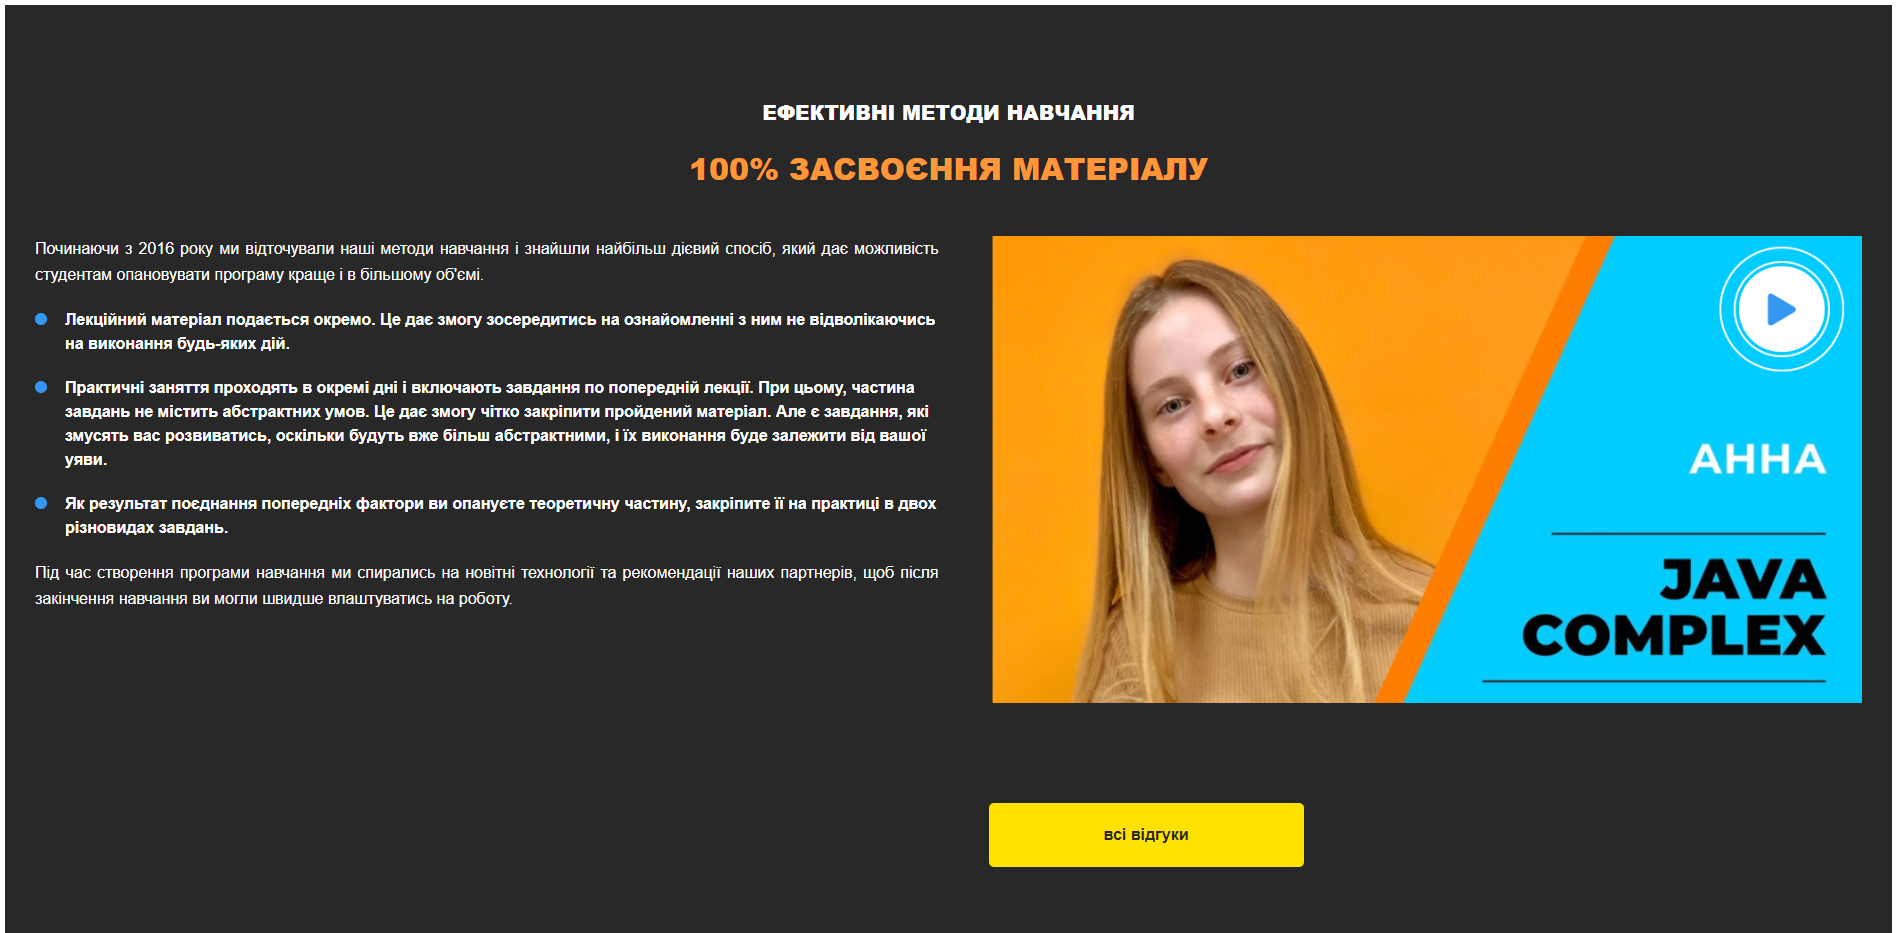 ЕФЕКТИВНІ МЕТОДИ НАВЧАННЯ
100% ЗАСВОЄННЯ МАТЕРІАЛУ
Починаючи з 2016 року ми відточували наші методи навчання і знайшли найбільш дієвий спосіб, який дає можливість
студентам опановувати програму краще і в більшому об'ємі.
Лекційний матеріал подається окремо. Це дає змогу зосередитись на ознайомленні з ним не відволікаючись
на виконання будь-яких дій.
Практичні заняття проходять в окремі дні і включають завдання по попередній лекції. При цьому, частина
завдань не містить абстрактних умов. Це дає змогу чітко закріпити пройдений матеріал. Але є завдання, які
змусять вас розвиватись, оскільки будуть вже більш абстрактними, і їх виконання буде залежити від вашої
уяви.
Як результат поєднання попередніх фактори ви опануєте теоретичну частину, закріпите її на практиці в двох
різновидах завдань.
Під час створення програми навчання ми спирались на новітні технології та рекомендації наших партнерів, щоб після
закінчення навчання ви могли швидше влаштуватись на роботу.
АННА
JAVA
COMPLEX
всі відгуки